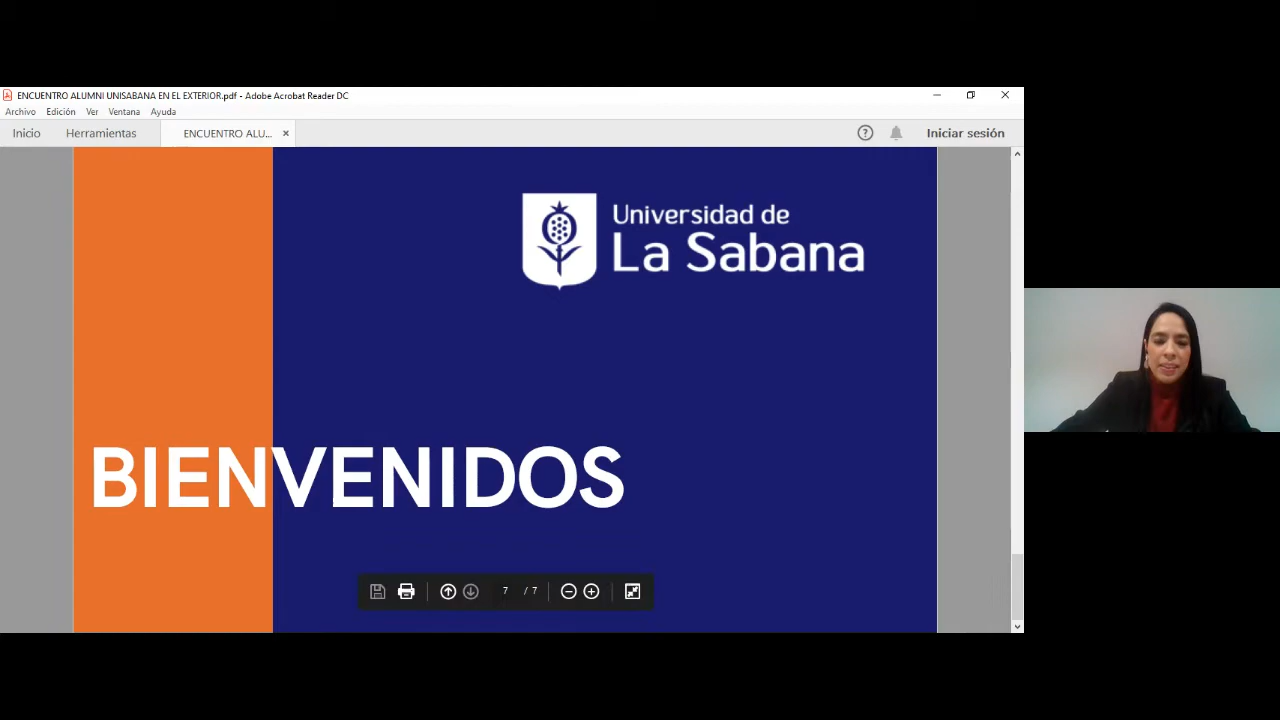 ENCUENTRO ALUMNI UNISABANA EN EL EXTERIOR.pdf - Adobe Acrobat Reader DC
Archivo Edición Ver Ventana Ayuda
Inicio Herramientas ENCUENTRO ALU... × Iniciar sesión
Universidad de
La Sabana
BIENVENIDOS
7 / 7